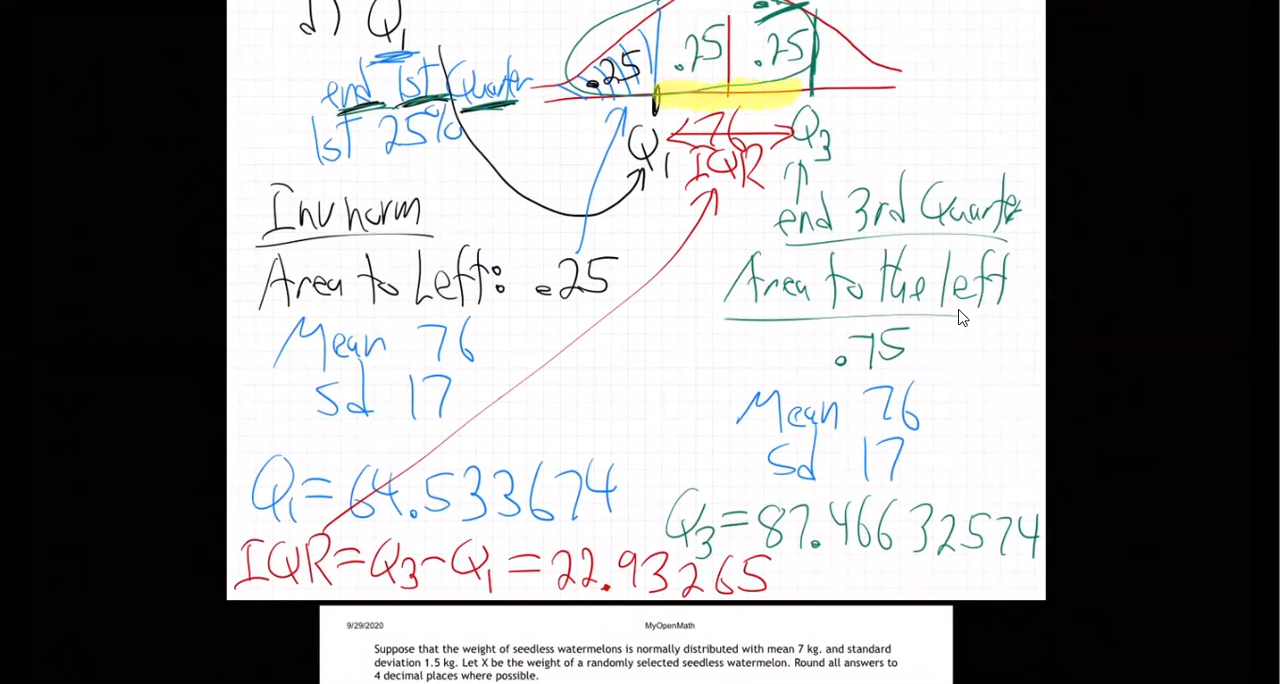 d) Q1
.25 .25 .25
end 1st Quarter
1st 25%
Q1 76 Q3
IQR
end 3rd Quarter
Invnorm
Area to Left: .25
Area to the left
.75
Mean 76
sd 17
Mean 76
sd 17
Q1=64.533674
Q3=87.46632574
IQR=Q3-Q1=22.93265
9/29/2020 MyOpenMath
Suppose that the weight of seedless watermelons is normally distributed with mean 7 kg. and standard
deviation 1.5 kg. Let X be the weight of a randomly selected seedless watermelon. Round all answers to
4 decimal places where possible.